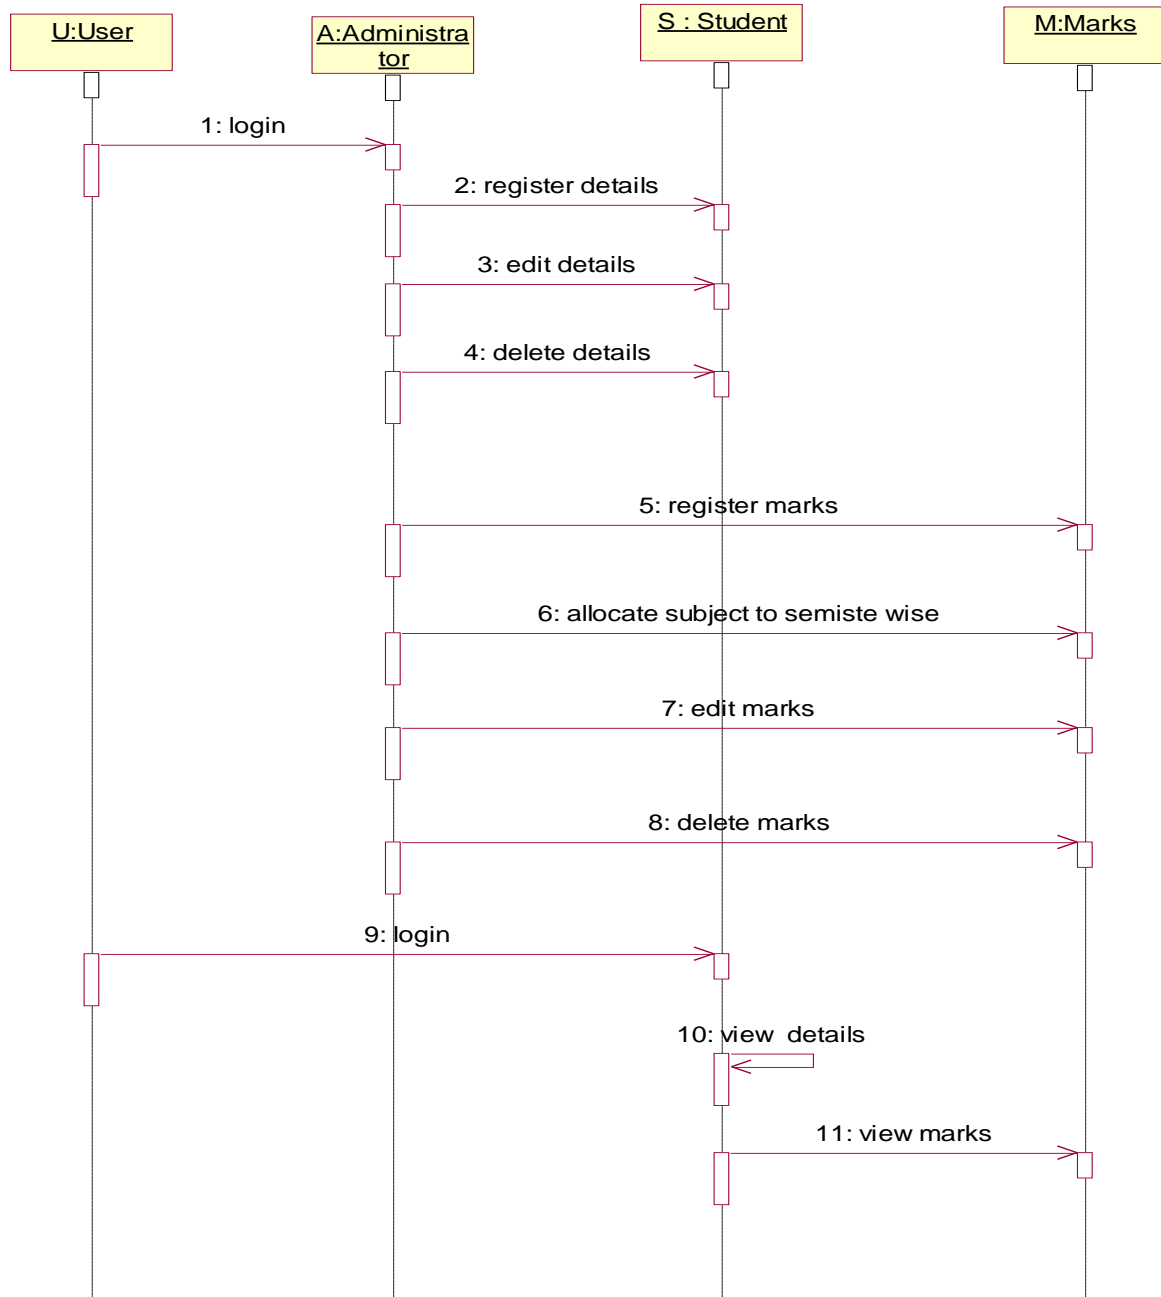 U:User
A:Administra
tor
S : Student
M:Marks
1: login
2: register details
3: edit details
4: delete details
5: register marks
6: allocate subject to semiste wise
7: edit marks
8: delete marks
9: login
10: view  details
11: view marks